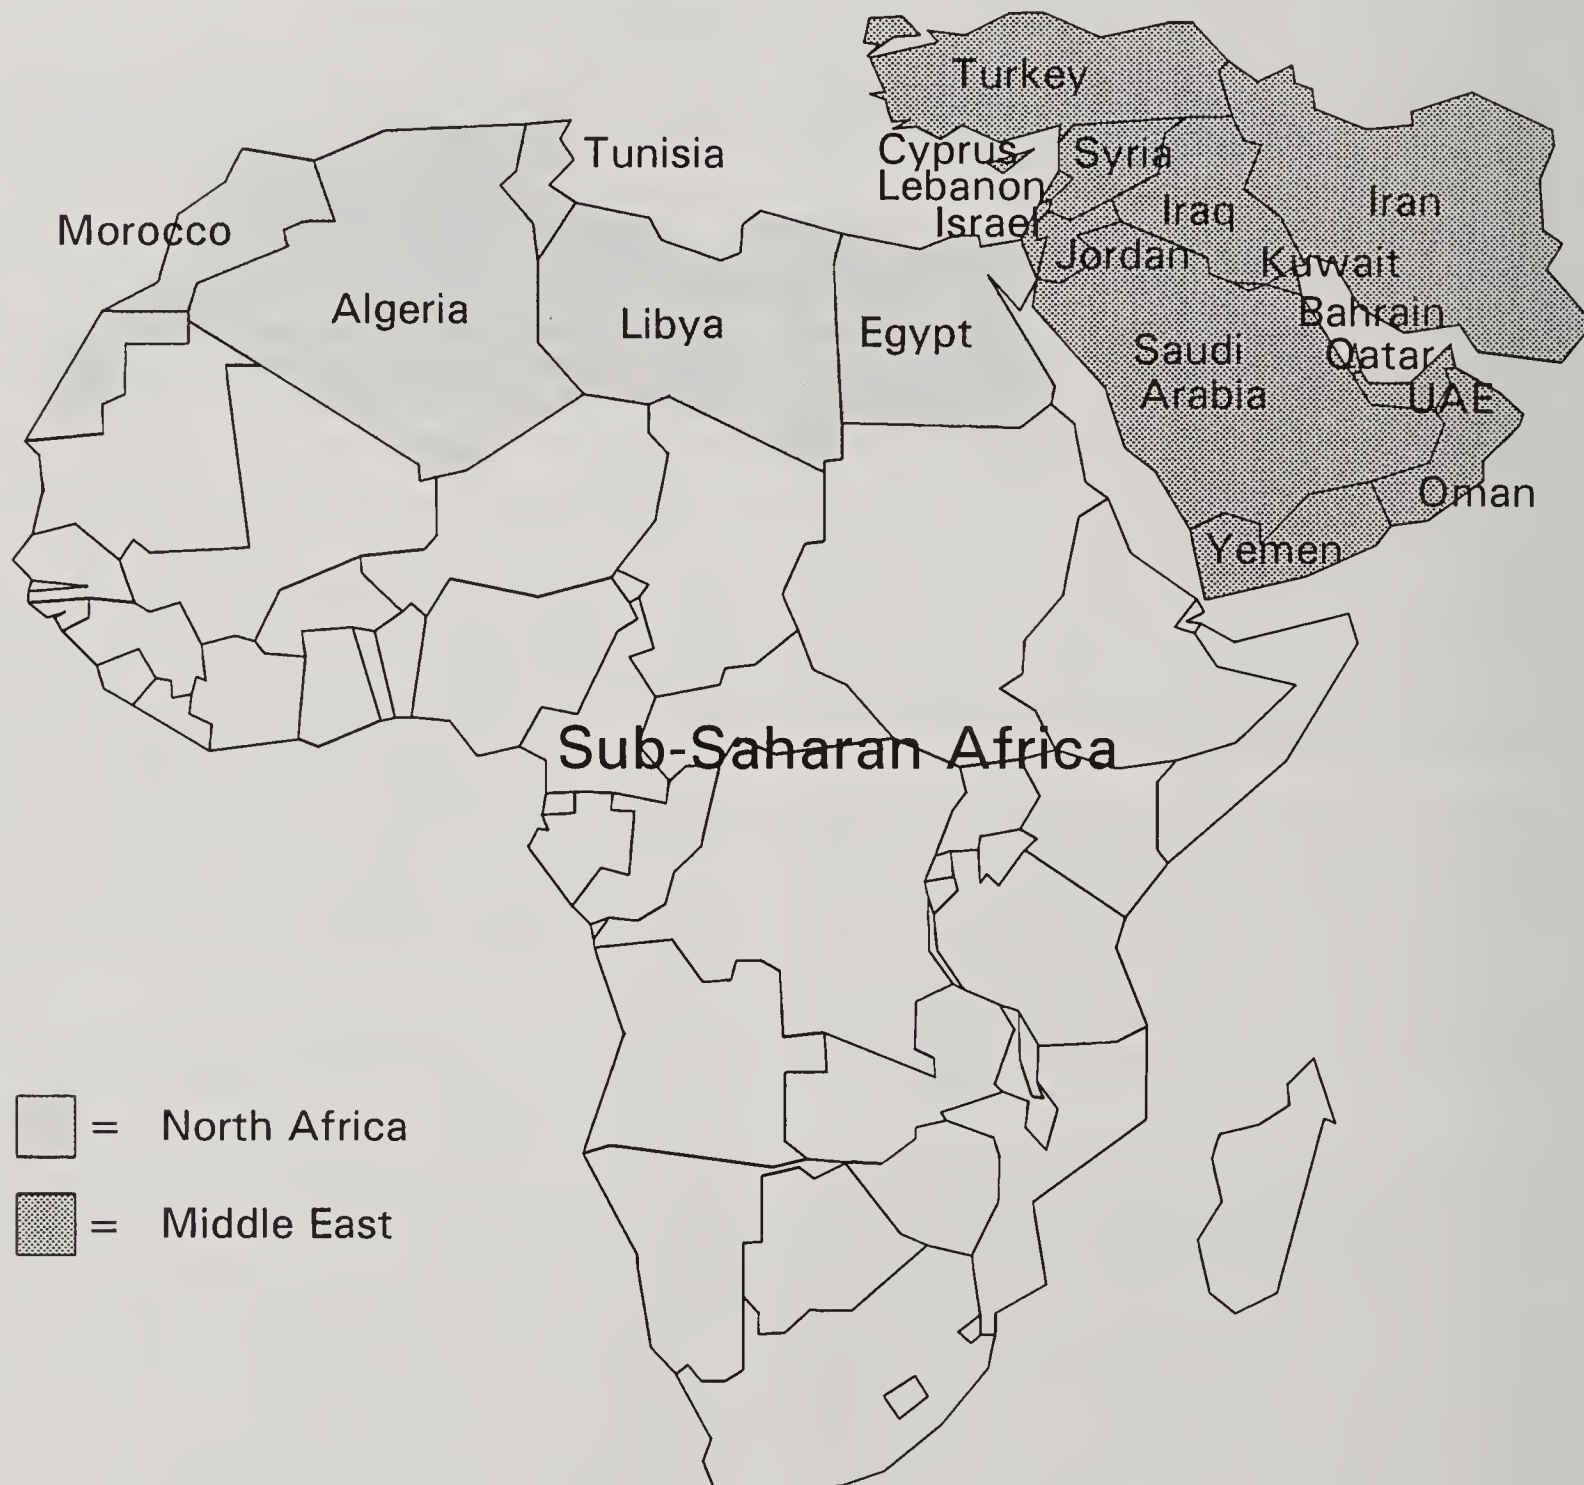 Turkey
Tunisia
Cyprus
Syria
Lebanon
Iran
Morocco
Israel
Iraq
Jordan
Kuwait
Algeria
Libya
Egypt
Bahrain
Saudi
Arabia
Qatar
UAE
Oman
Yemen
Sub-Saharan Africa
= North Africa
= Middle East